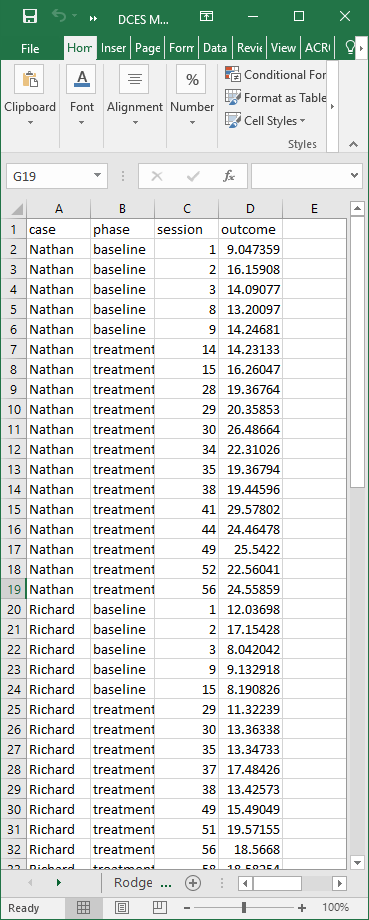 DCES M...
File Hom Inser Page Form Data Revie View ACR
Clipboard Font Alignment Number
Conditional For
Format as Table
Cell Styles
Styles
G19 fx
A B C D E
1 case phase session outcome
2 Nathan baseline 1 9.047359
3 Nathan baseline 2 16.15908
4 Nathan baseline 3 14.09077
5 Nathan baseline 8 13.20097
6 Nathan baseline 9 14.24681
7 Nathan treatment 14 14.23133
8 Nathan treatment 15 16.26047
9 Nathan treatment 28 19.36764
10 Nathan treatment 29 20.35853
11 Nathan treatment 30 26.48664
12 Nathan treatment 34 22.31026
13 Nathan treatment 35 19.36794
14 Nathan treatment 38 19.44596
15 Nathan treatment 41 29.57802
16 Nathan treatment 44 24.46478
17 Nathan treatment 49 25.5422
18 Nathan treatment 52 22.56041
19 Nathan treatment 56 24.55859
20 Richard baseline 1 12.03698
21 Richard baseline 2 17.15428
22 Richard baseline 3 8.042042
23 Richard baseline 9 9.132918
24 Richard baseline 15 8.190826
25 Richard treatment 29 11.32239
26 Richard treatment 30 13.36338
27 Richard treatment 35 13.34733
28 Richard treatment 37 17.48426
29 Richard treatment 38 13.42573
30 Richard treatment 49 15.49049
31 Richard treatment 51 19.57155
32 Richard treatment 56 18.5668
33 Richard treatment 58 18.58254
Rodge ...
Ready 100%